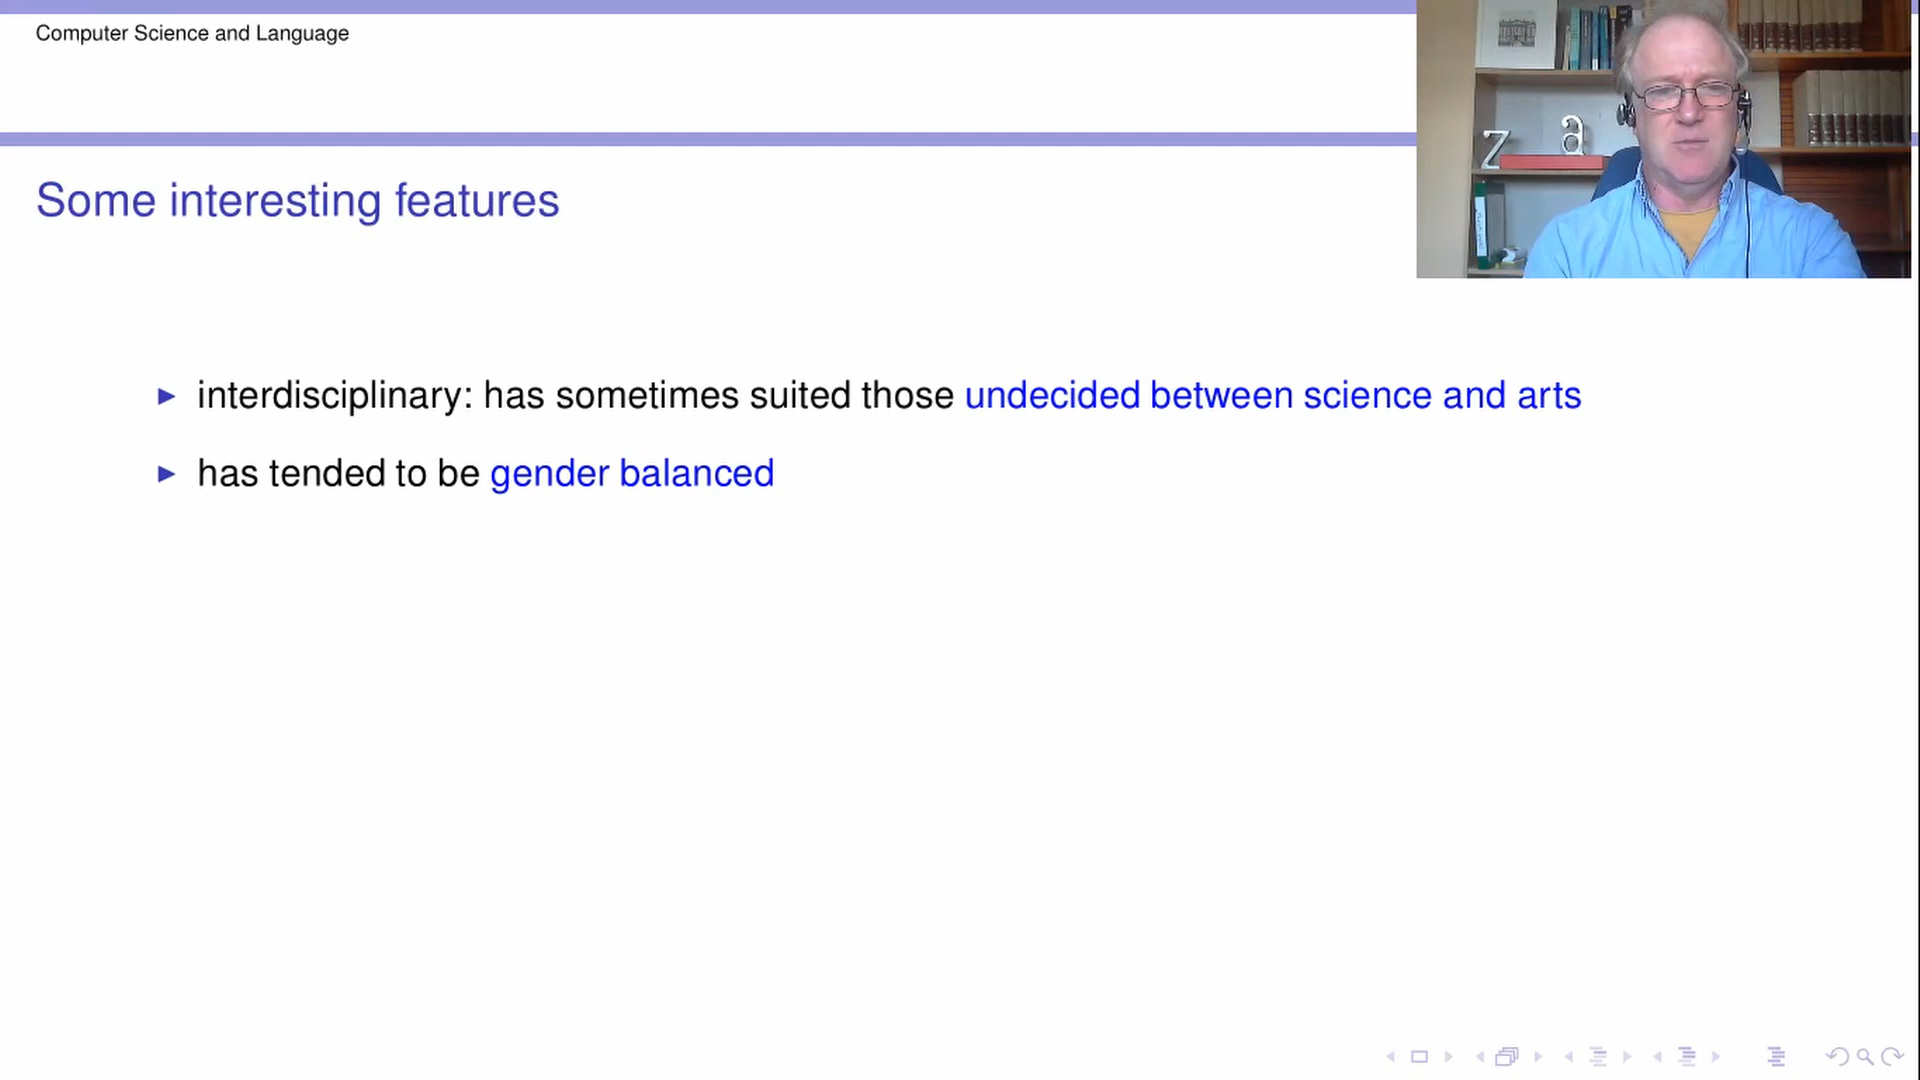 Computer Science and Language
Some interesting features
interdisciplinary: has sometimes suited those undecided between science and arts
has tended to be gender balanced
z a